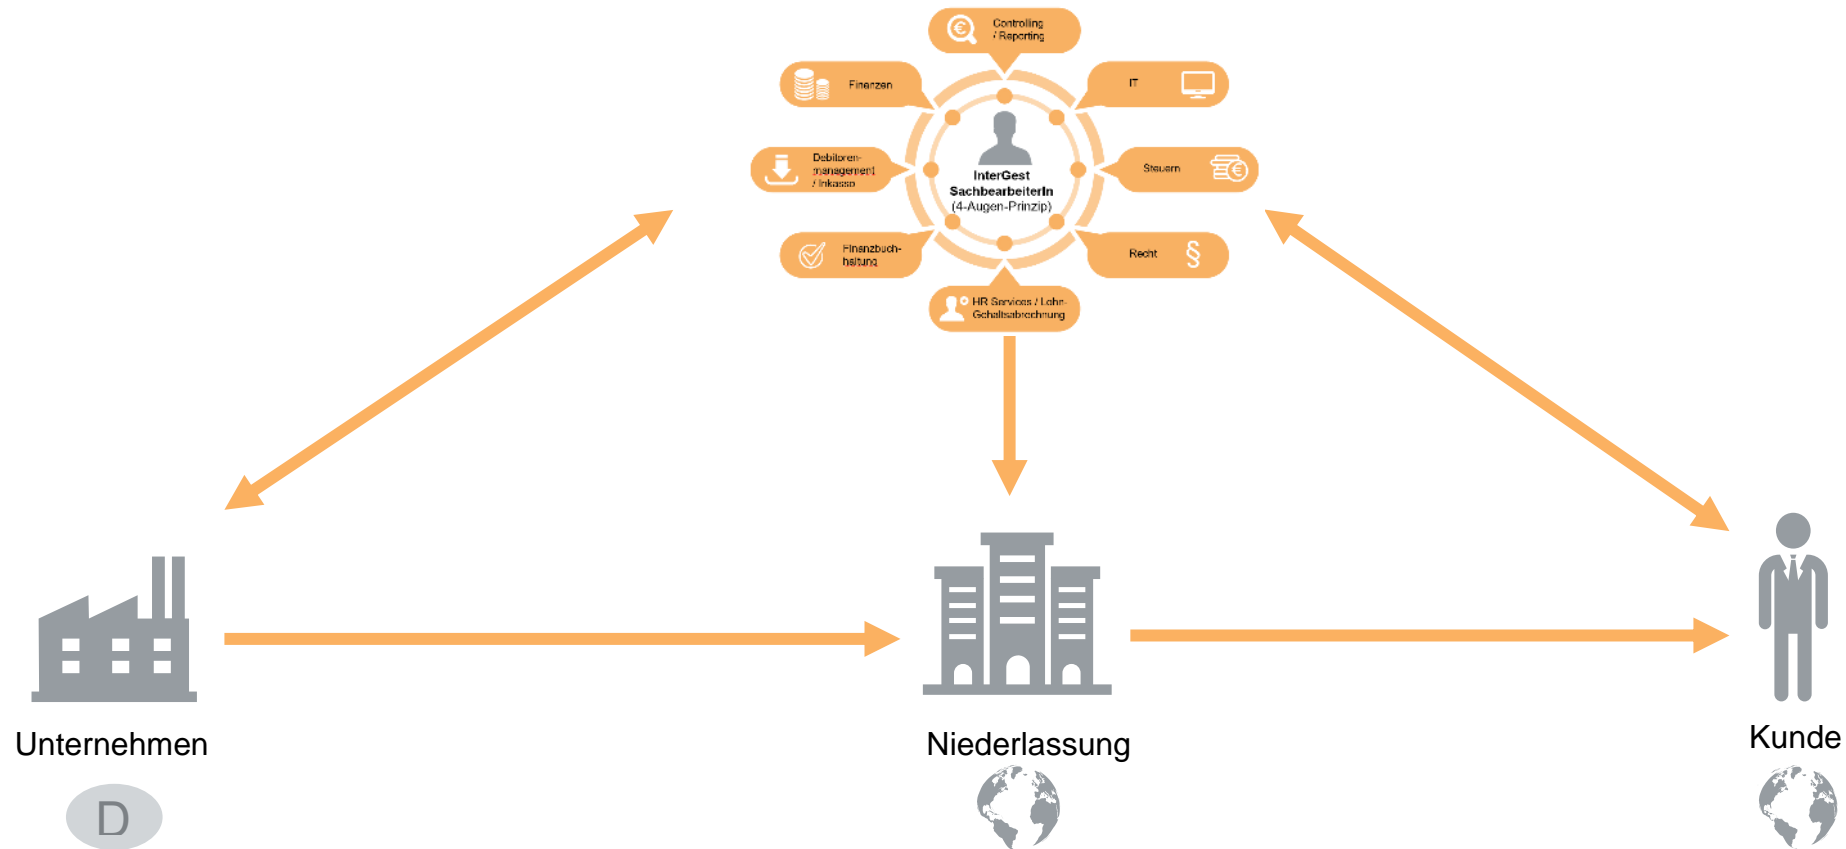 Controlling
/ Reporting
Finanzen
IT
Debitoren-
management
/ Inkasso
InterGest
SachbearbeiterIn
(4-Augen-Prinzip)
Steuern
Finanzbuch-
haltung
Recht
§
HR Services / Lohn-
Gehaltsabrechnung
Unternehmen
Niederlassung
Kunde
D